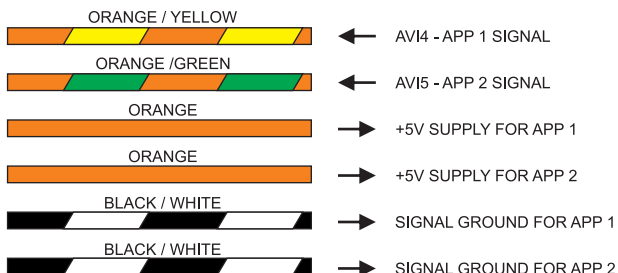 ORANGE / YELLOW
AVI4 - APP 1 SIGNAL
ORANGE /GREEN
AVI5 - APP 2 SIGNAL
ORANGE
+5V SUPPLY FOR APP 1
ORANGE
+5V SUPPLY FOR APP 2
BLACK / WHITE
SIGNAL GROUND FOR APP 1
BLACK / WHITE
SIGNAL GROUND FOR APP 2